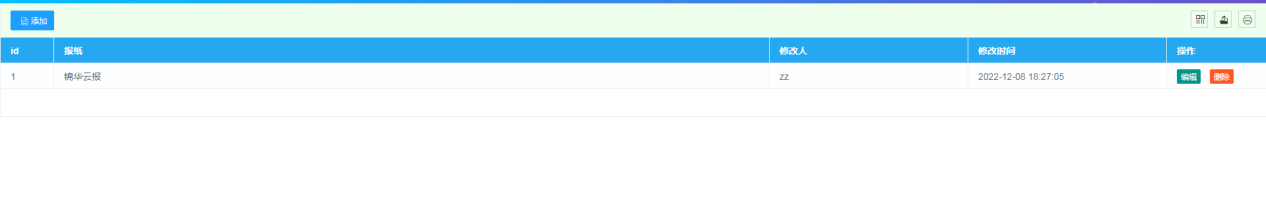 添加
id 报纸 修改人 修改时间 操作
1 锦华云报 zz 2022-12-08 18:27:05 编辑 删除